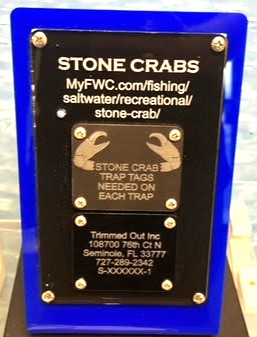 STONE CRABS
MyFWC.com/fishing/
saltwater/recreational/
stone-crab/
STONE CRAB
TRAP TAGS
NEEDED ON
EACH TRAP
Trimmed Out Inc
108700 76th Ct N
Seminole, FL 33777
727-289-2342
S-XXXXXX-1